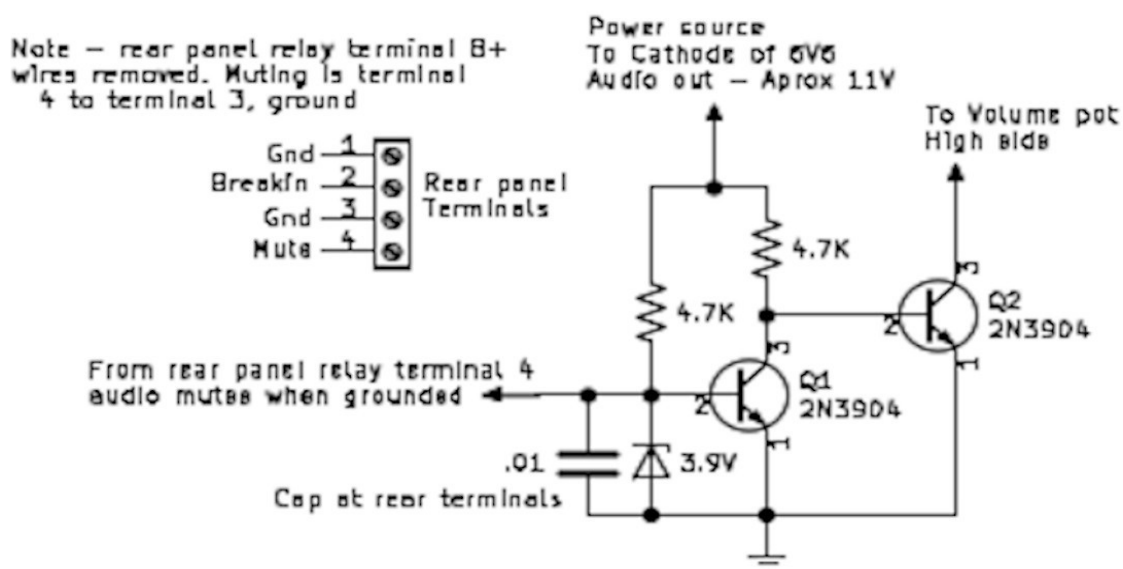 Note - rear panel relay terminal B+
wires removed. Muting is terminal
4 to terminal 3, ground
Power source
To Cathode of 6V6
Audio out - Aprox 11V
To Volume pot
High side
Gnd 1
Breakin 2
Gnd 3
Mute 4
Rear panel
Terminals
4.7K
4.7K
3
Q2
2N3904
2
1
From rear panel relay terminal 4
audio mutes when grounded
3
Q1
2N3904
2
1
.01
3.9V
Cap at rear terminals